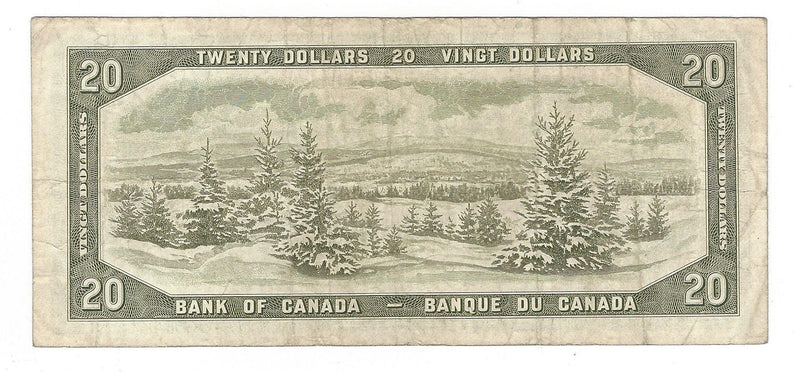 20 TWENTY DOLLARS 20 VINGT DOLLARS 20
VINGT DOLLARS
TWENTY DOLLARS
20 BANK OF CANADA — BANQUE DU CANADA 20